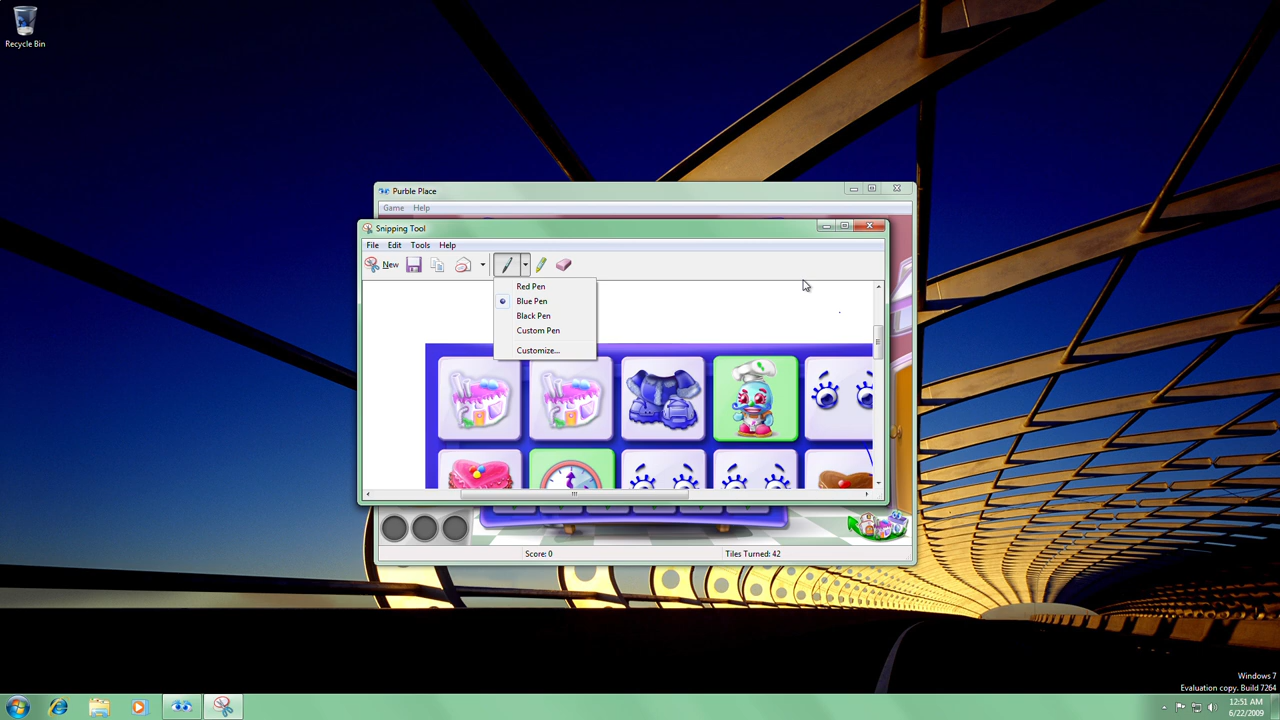 Recycle Bin
Purble Place
Game Help
Snipping Tool
File Edit Tools Help
New
Red Pen
Blue Pen
Black Pen
Custom Pen
Customize...
Score: 0
Tiles Turned: 42
Windows 7
Evaluation copy. Build 7264
12:51 AM
6/22/2009